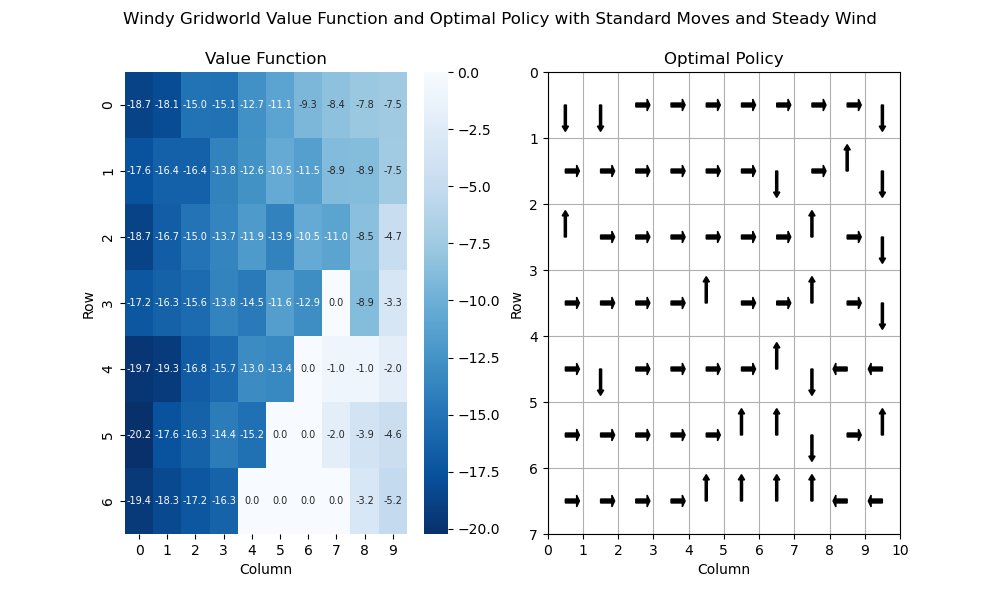 Windy Gridworld Value Function and Optimal Policy with Standard Moves and Steady Wind
Value Function
0 -18.7 -18.1 -15.0 -15.1 -12.7 -11.1 -9.3 -8.4 -7.8 -7.5
1 -17.6 -16.4 -16.4 -13.8 -12.6 -10.5 -11.5 -8.9 -8.9 -7.5
2 -18.7 -16.7 -15.0 -13.7 -11.9 -13.9 -10.5 -11.0 -8.5 -4.7
3 -17.2 -16.3 -15.6 -13.8 -14.5 -11.6 -12.9 0.0 -8.9 -3.3
4 -19.7 -19.3 -16.8 -15.7 -13.0 -13.4 0.0 -1.0 -1.0 -2.0
5 -20.2 -17.6 -16.3 -14.4 -15.2 0.0 0.0 -2.0 -3.9 -4.6
6 -19.4 -18.3 -17.2 -16.3 0.0 0.0 0.0 0.0 -3.2 -5.2
0 1 2 3 4 5 6 7 8 9
Column
Row
0.0
−2.5
−5.0
−7.5
−10.0
−12.5
−15.0
−17.5
−20.0
Optimal Policy
0
1
2
3
4
5
6
7
0 1 2 3 4 5 6 7 8 9 10
Column
Row